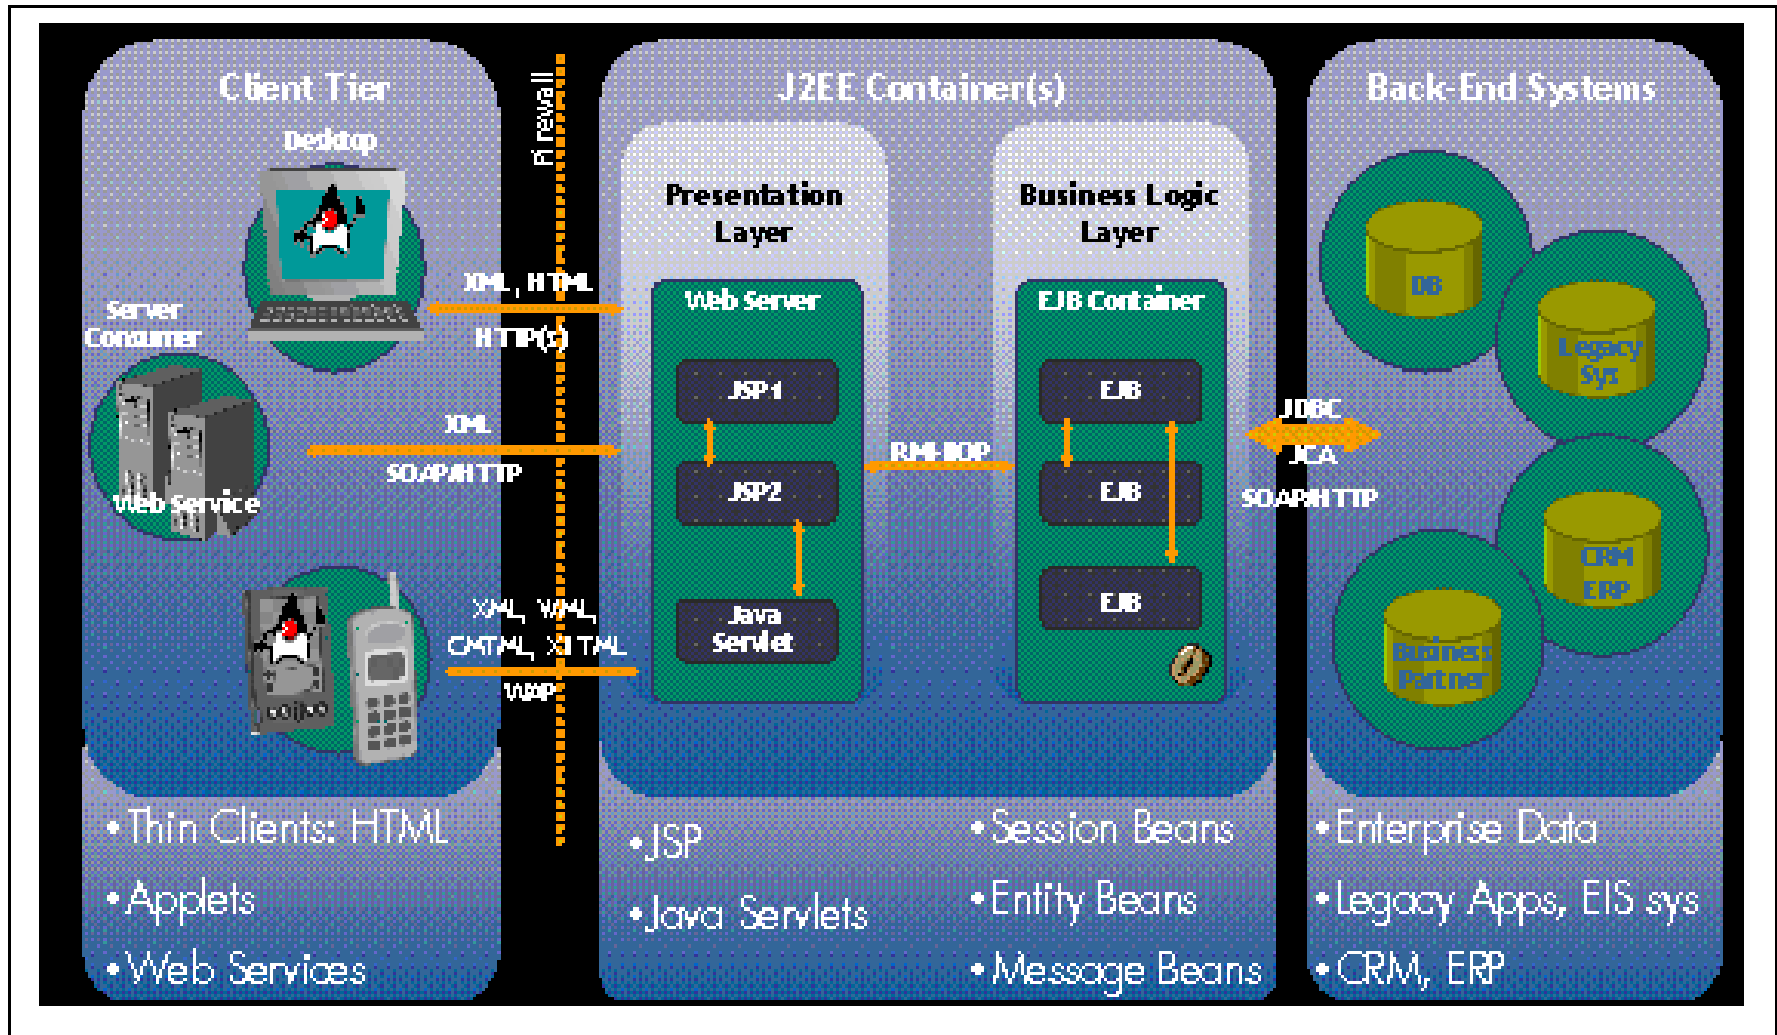 Client Tier
Desktop
Server
Consumer
Web Service
Firewall
XML, HTML
HTTP(s)
XML
SOAP/HTTP
XML, WML,
XHTML
WAP
J2EE Container(s)
Presentation
Layer
Web Server
JSP1
JSP2
Java
Servlet
RMI-IIOP
Business Logic
Layer
EJB Container
EJB
EJB
EJB
JDBC
JCA
SOAP/HTTP
Back-End Systems
DB
Legacy
Sys
CRM
ERP
Business
Partner
•Thin Clients: HTML
•Applets
•Web Services
•JSP
•Java Servlets
•Session Beans
•Entity Beans
•Message Beans
•Enterprise Data
•Legacy Apps, EIS sys
•CRM, ERP